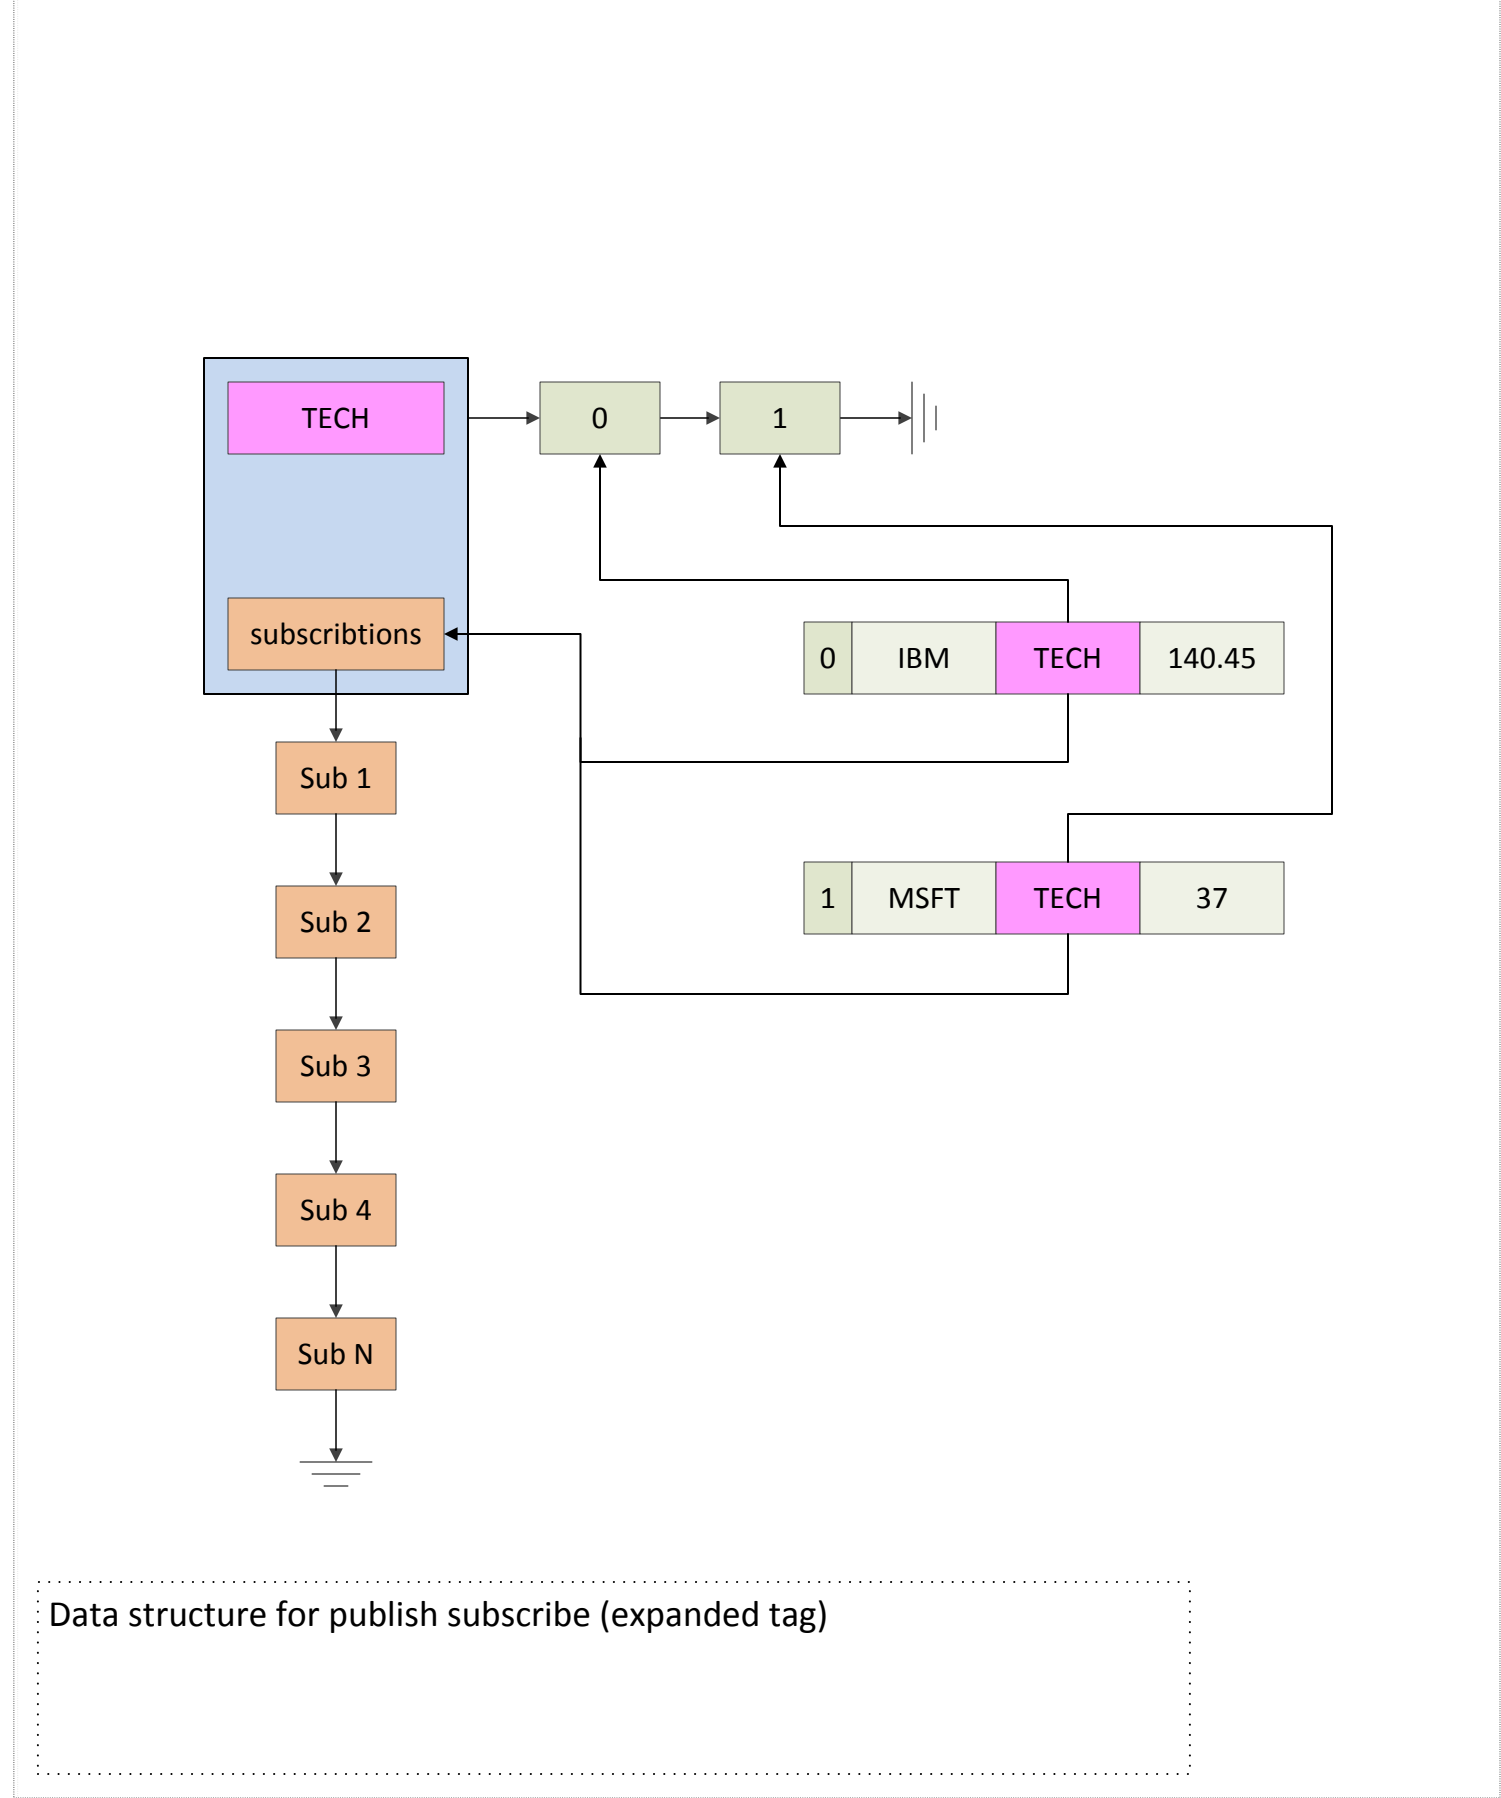 TECH
0
1
subscribtions
0 IBM TECH 140.45
Sub 1
1 MSFT TECH 37
Sub 2
Sub 3
Sub 4
Sub N
Data structure for publish subscribe (expanded tag)